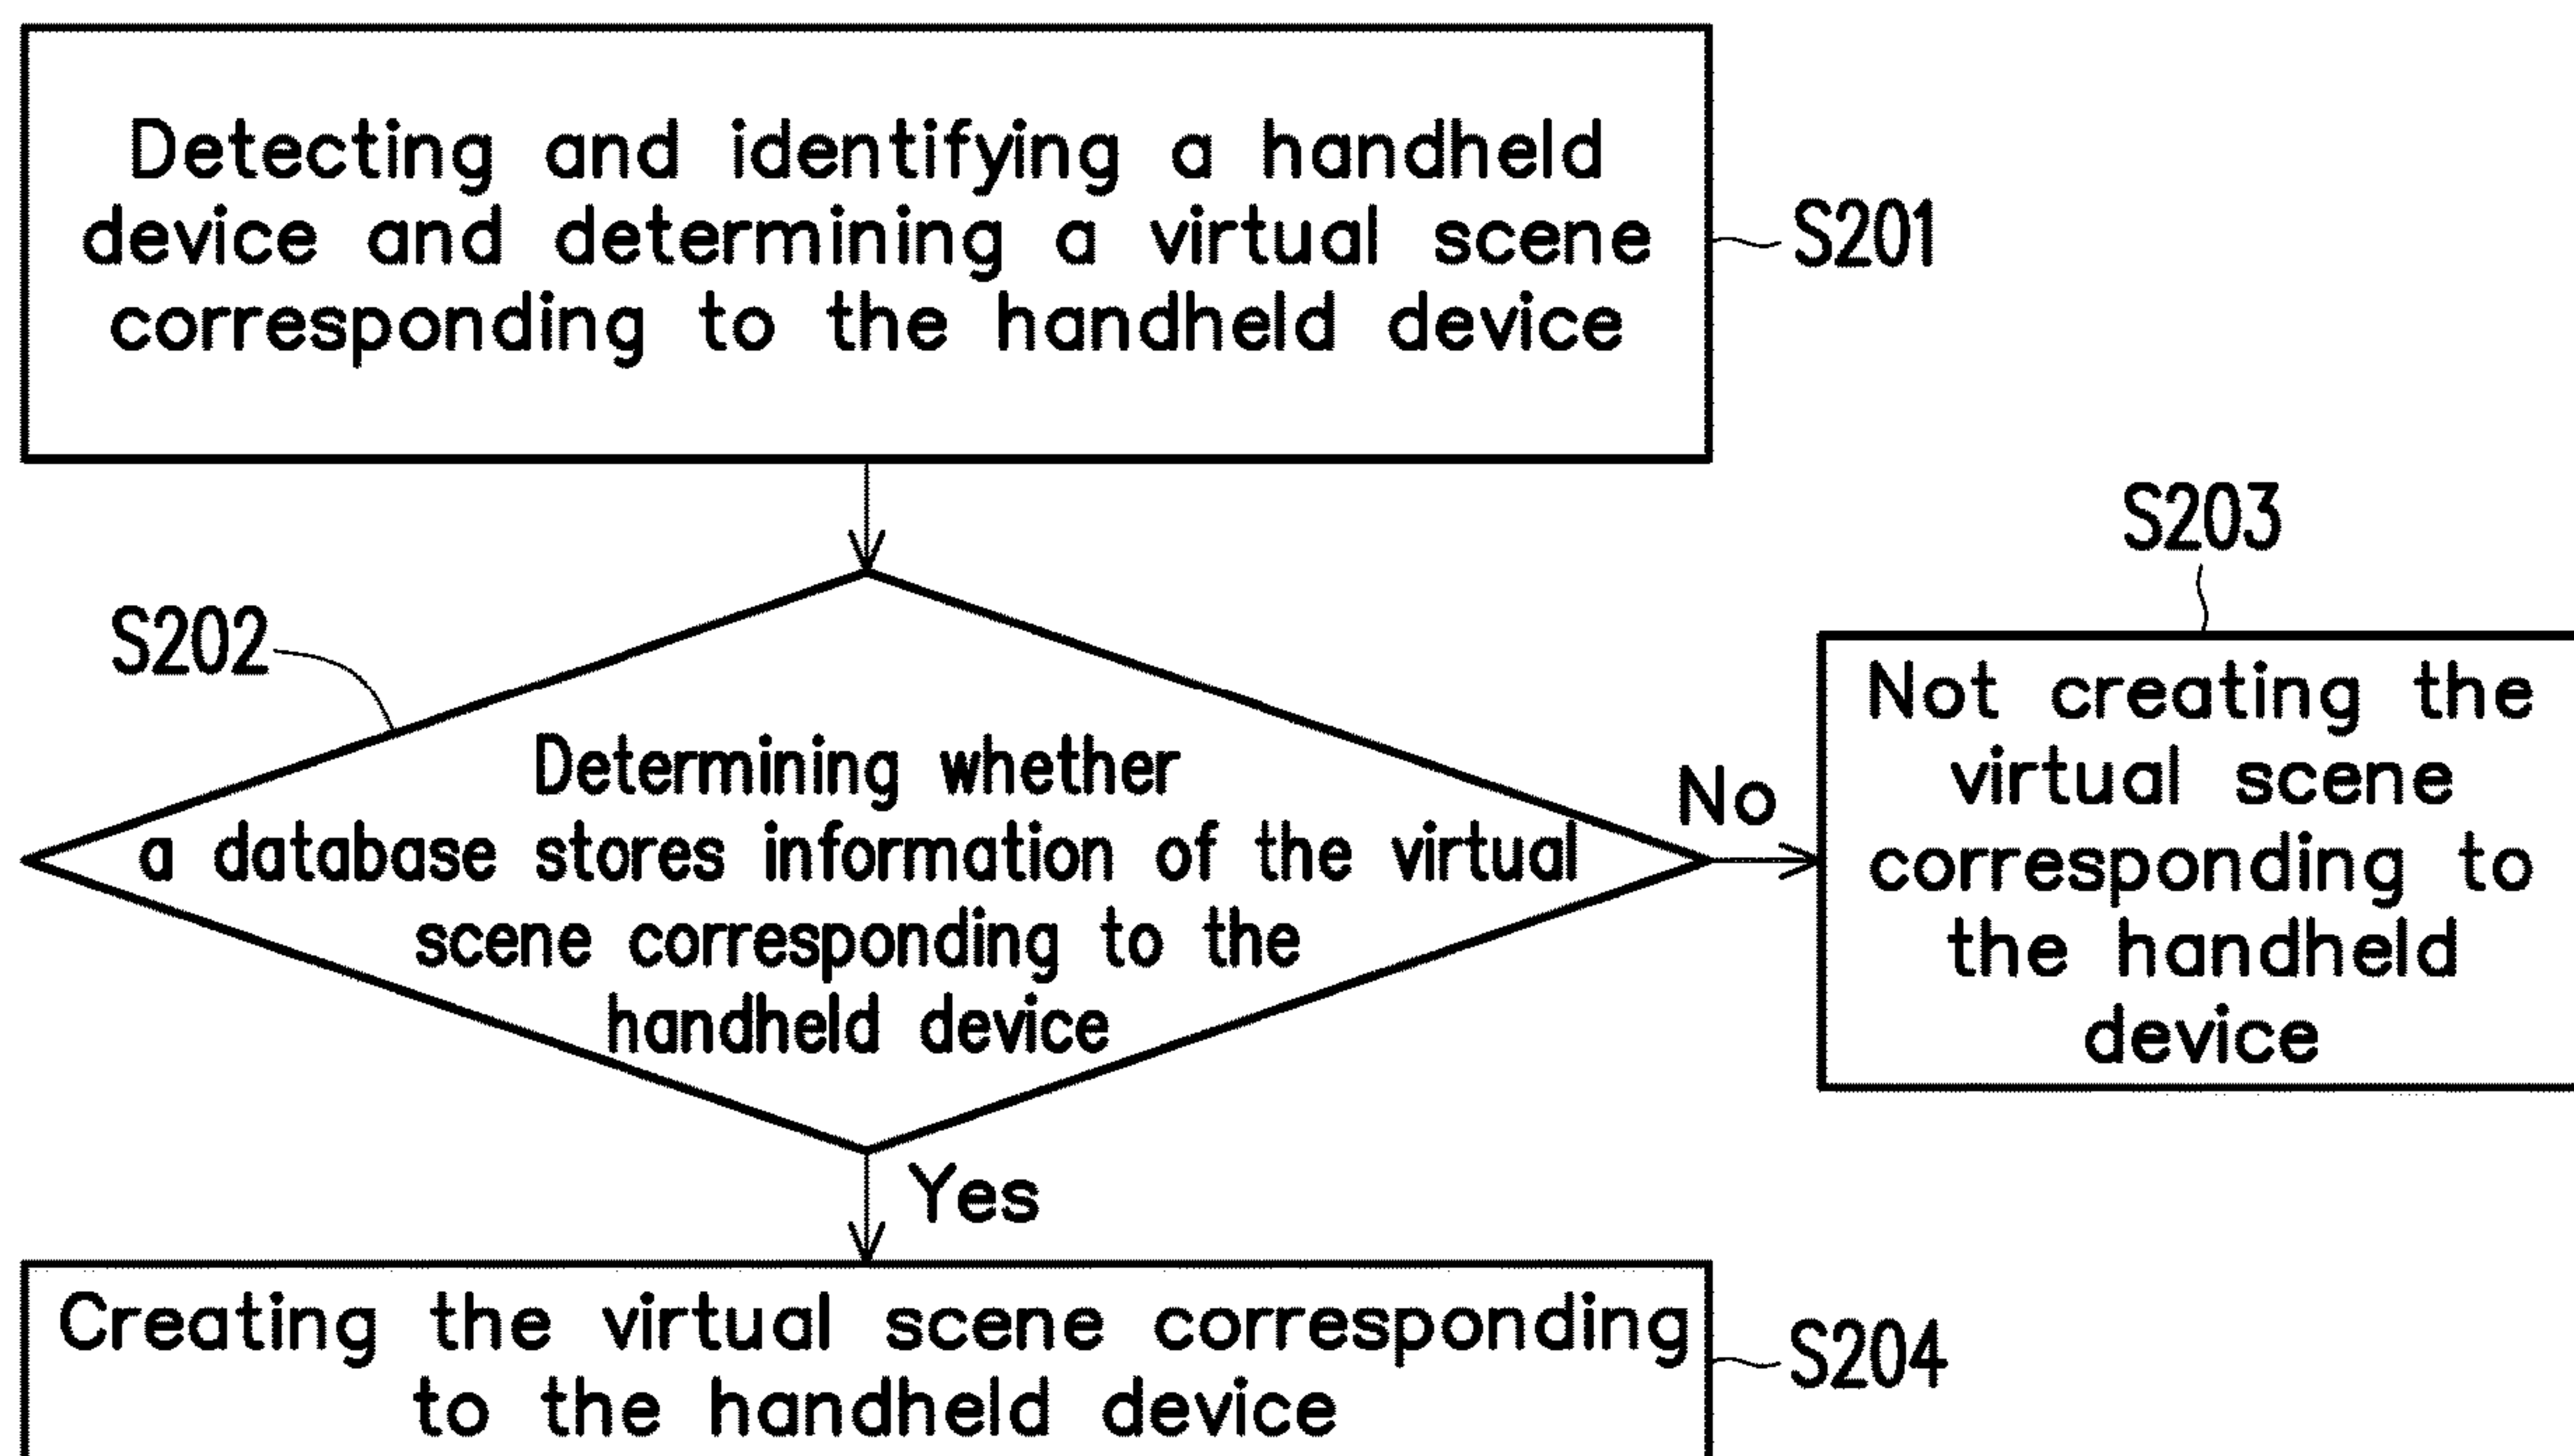 Detecting and identifying a handheld
device and determining a virtual scene
corresponding to the handheld device
S201
S202
Determining whether
a database stores information of the virtual
scene corresponding to the
handheld device
No
S203
Not creating the
virtual scene
corresponding to
the handheld
device
Yes
Creating the virtual scene corresponding
to the handheld device
S204